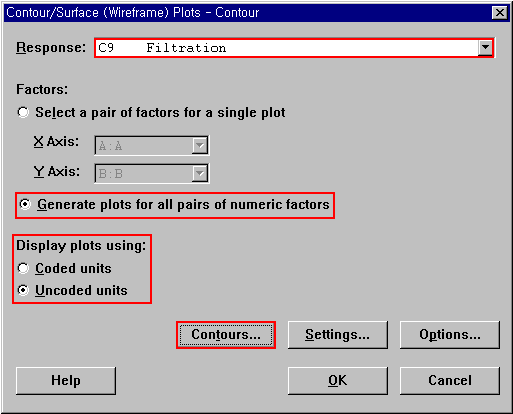 Contour/Surface (Wireframe) Plots - Contour
Response: C9 Filtration
Factors:
Select a pair of factors for a single plot
X Axis: A:A
Y Axis: B:B
Generate plots for all pairs of numeric factors
Display plots using:
Coded units
Uncoded units
Contours... Settings... Options...
Help OK Cancel